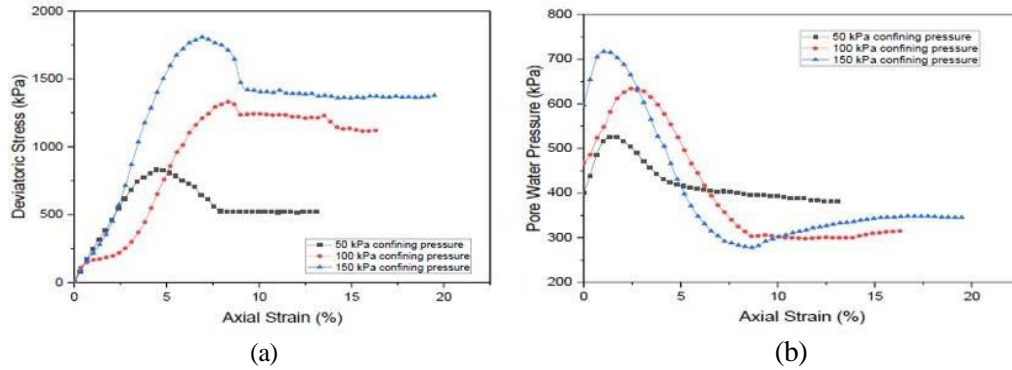 2000
1500
1000
500
0
Deviatoric Stress (kPa)
50 kPa confining pressure
100 kPa confining pressure
150 kPa confining pressure
0 5 10 15 20
Axial Strain (%)
(a)
800
700
600
500
400
300
200
Pore Water Pressure (kPa)
50 kPa confining pressure
100 kPa confining pressure
150 kPa confining pressure
0 5 10 15 20
Axial Strain (%)
(b)